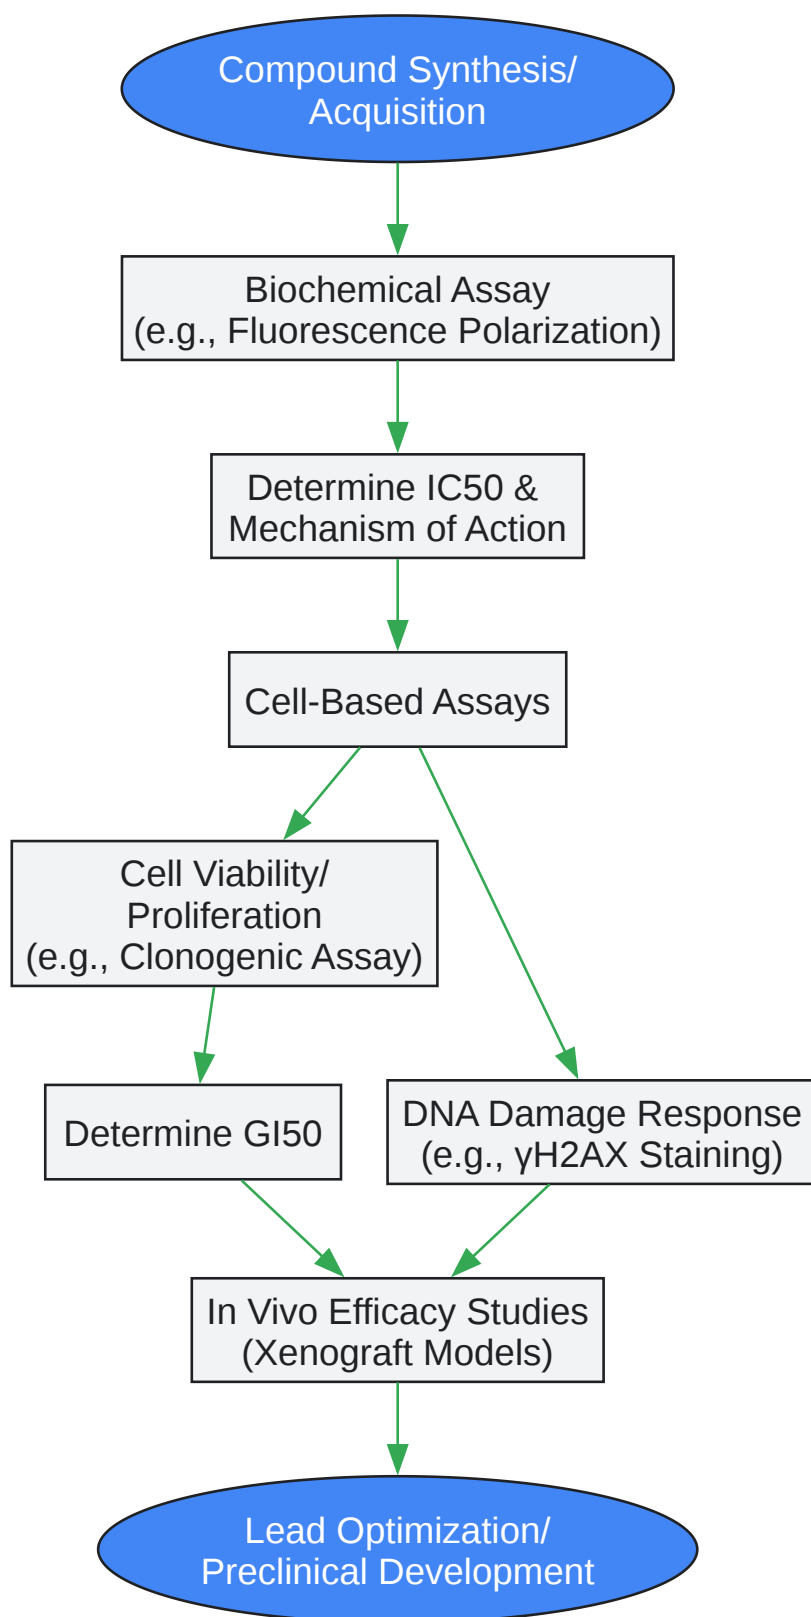 Compound Synthesis/
Acquisition
Biochemical Assay
(e.g., Fluorescence Polarization)
Determine IC50 &
Mechanism of Action
Cell-Based Assays
Cell Viability/
Proliferation
(e.g., Clonogenic Assay)
Determine GI50
DNA Damage Response
(e.g., γH2AX Staining)
In Vivo Efficacy Studies
(Xenograft Models)
Lead Optimization/
Preclinical Development